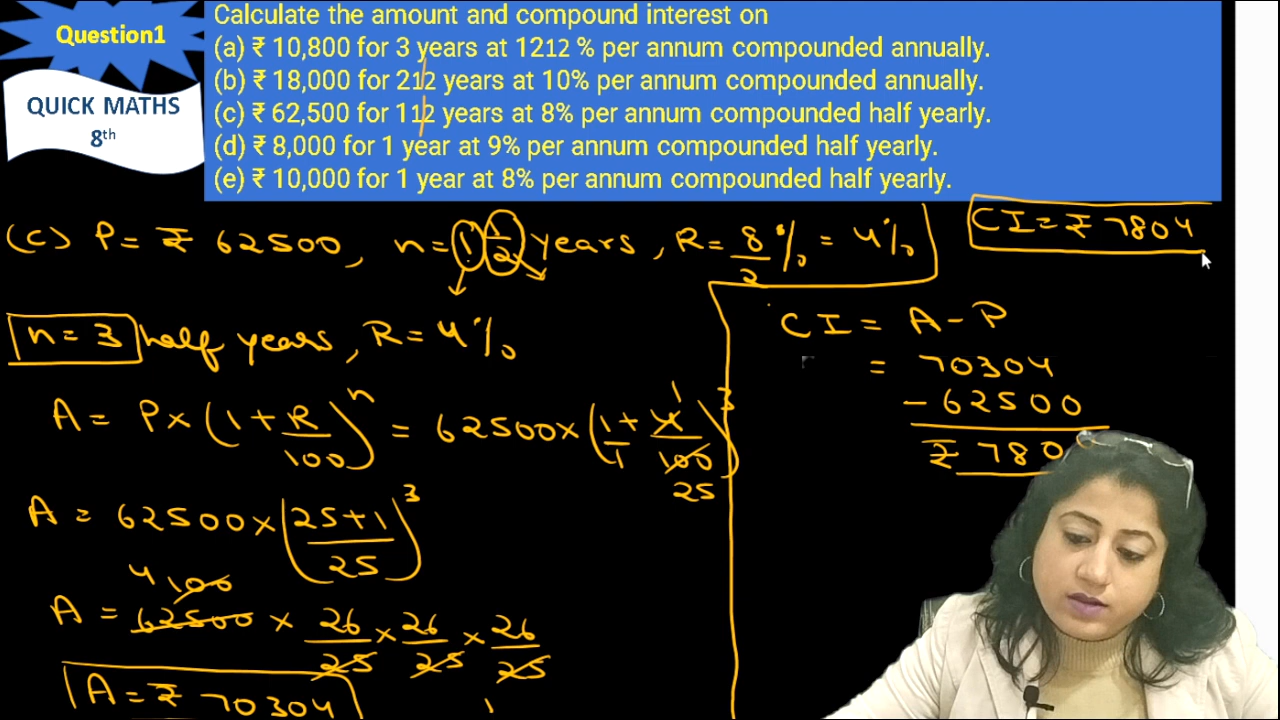 Question1
QUICK MATHS
8th
Calculate the amount and compound interest on
(a) ₹ 10,800 for 3 years at 1212 % per annum compounded annually.
(b) ₹ 18,000 for 212 years at 10% per annum compounded annually.
(c) ₹ 62,500 for 112 years at 8% per annum compounded half yearly.
(d) ₹ 8,000 for 1 year at 9% per annum compounded half yearly.
(e) ₹ 10,000 for 1 year at 8% per annum compounded half yearly.
(c) P = ₹ 62500, n = 1 1/2 years, R = 8/2 % = 4%
n = 3 half years, R = 4%
A = P × (1 + R/100)^n = 62500 × (1/1 + 4/100)^3
1
25
A = 62500 × (25+1/25)^3
4 100
A = 62500 × 26/25 × 26/25 × 26/25
1
A = ₹ 70304
CI = ₹ 7804
CI = A - P
= 70304
- 62500
₹ 780